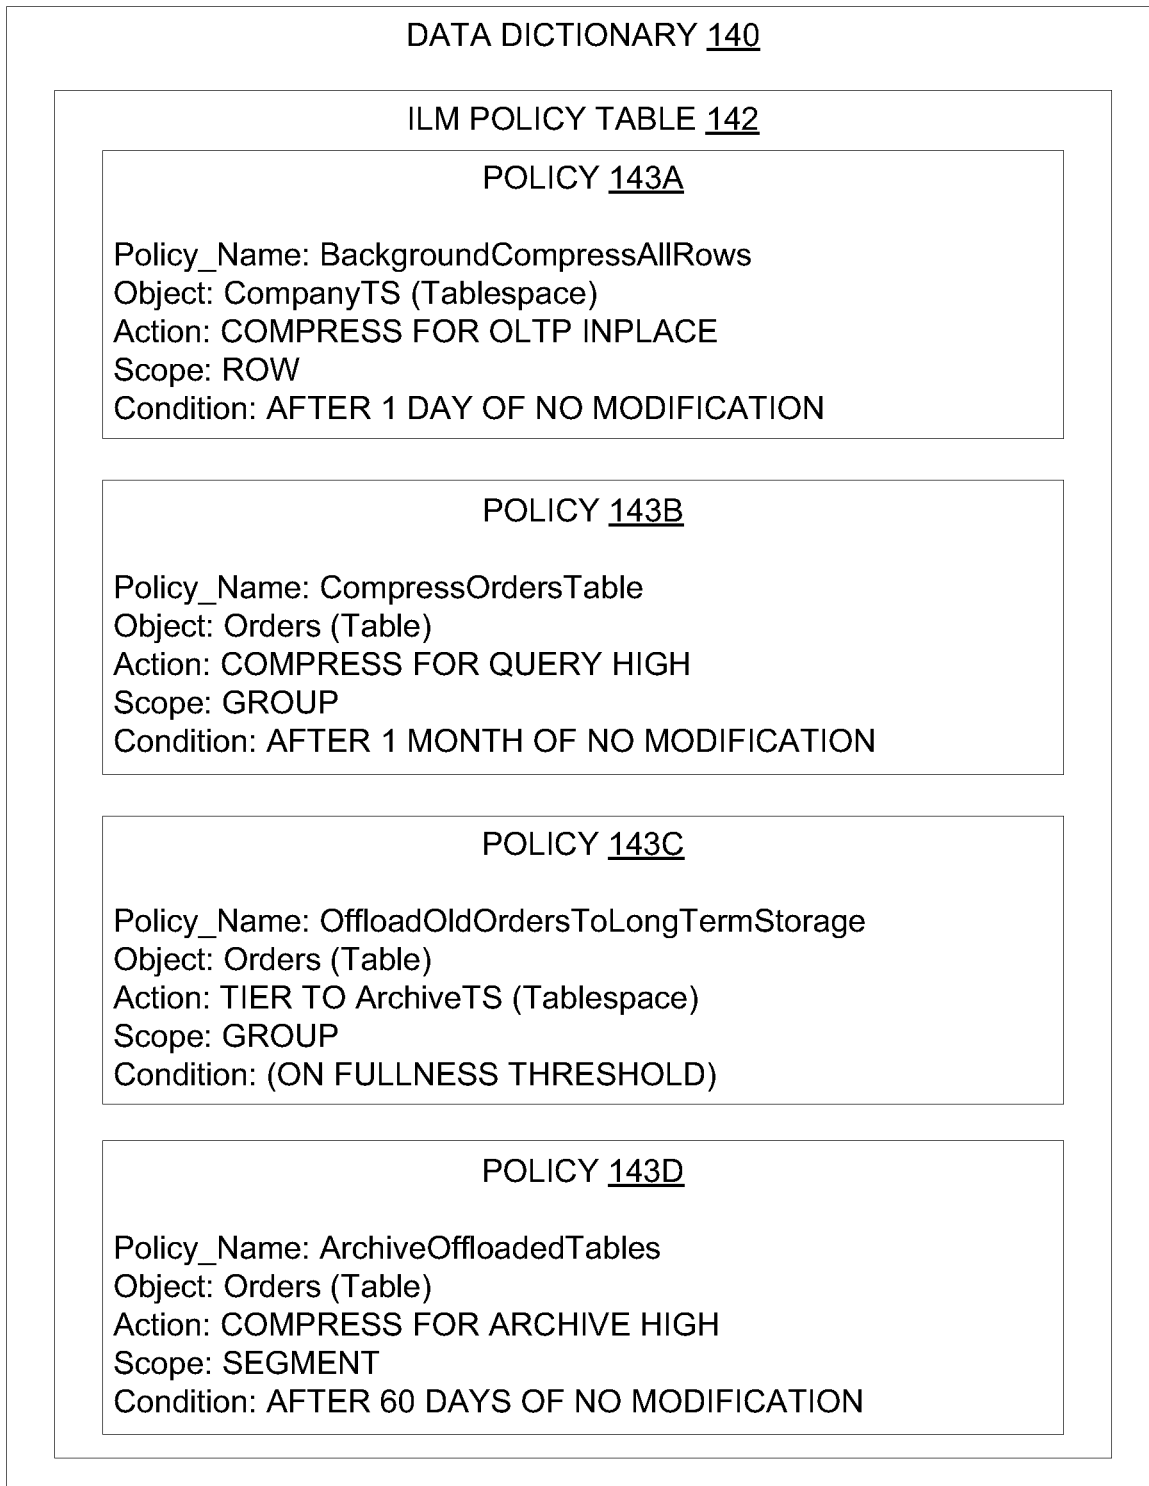 DATA DICTIONARY 140
ILM POLICY TABLE 142
POLICY 143A
Policy_Name: BackgroundCompressAllRows
Object: CompanyTS (Tablespace)
Action: COMPRESS FOR OLTP INPLACE
Scope: ROW
Condition: AFTER 1 DAY OF NO MODIFICATION
POLICY 143B
Policy_Name: CompressOrdersTable
Object: Orders (Table)
Action: COMPRESS FOR QUERY HIGH
Scope: GROUP
Condition: AFTER 1 MONTH OF NO MODIFICATION
POLICY 143C
Policy_Name: OffloadOldOrdersToLongTermStorage
Object: Orders (Table)
Action: TIER TO ArchiveTS (Tablespace)
Scope: GROUP
Condition: (ON FULLNESS THRESHOLD)
POLICY 143D
Policy_Name: ArchiveOffloadedTables
Object: Orders (Table)
Action: COMPRESS FOR ARCHIVE HIGH
Scope: SEGMENT
Condition: AFTER 60 DAYS OF NO MODIFICATION